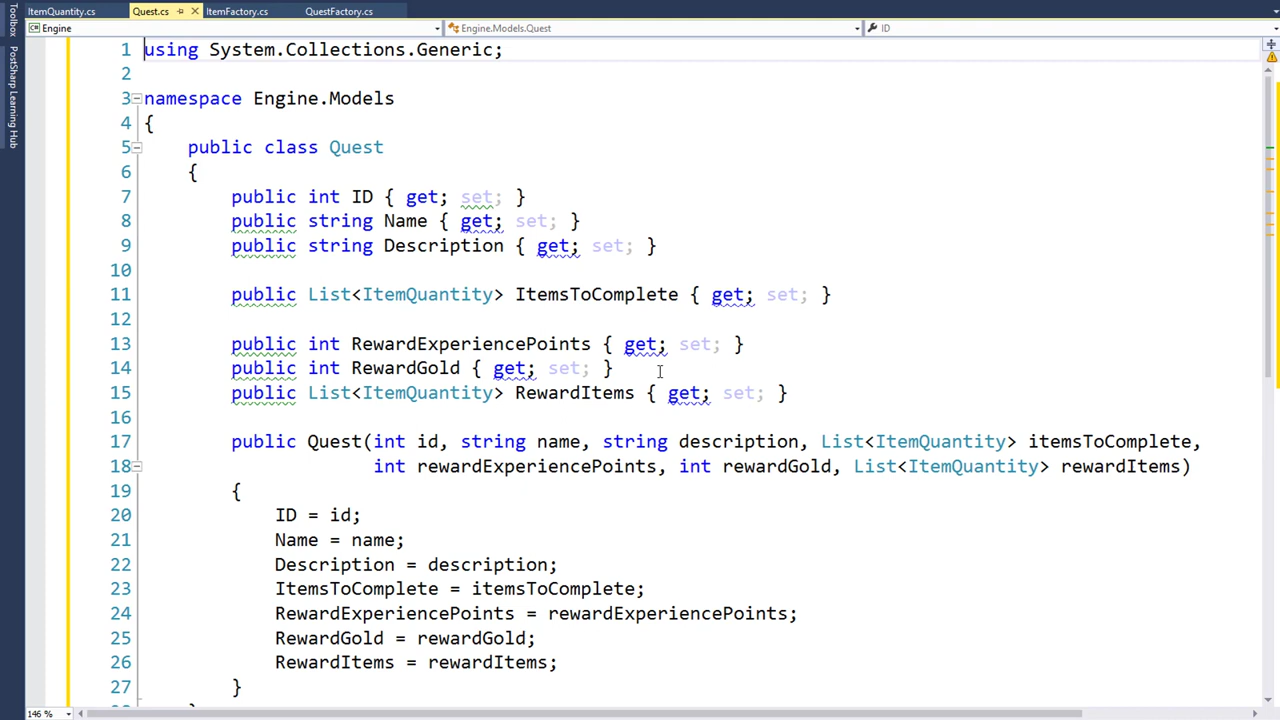 Toolbox
PostSharp Learning Hub
ItemQuantity.cs Quest.cs ItemFactory.cs QuestFactory.cs
Engine Engine.Models.Quest ID
1 using System.Collections.Generic;
2
3 namespace Engine.Models
4 {
5 public class Quest
6 {
7 public int ID { get; set; }
8 public string Name { get; set; }
9 public string Description { get; set; }
10
11 public List<ItemQuantity> ItemsToComplete { get; set; }
12
13 public int RewardExperiencePoints { get; set; }
14 public int RewardGold { get; set; }
15 public List<ItemQuantity> RewardItems { get; set; }
16
17 public Quest(int id, string name, string description, List<ItemQuantity> itemsToComplete,
18 int rewardExperiencePoints, int rewardGold, List<ItemQuantity> rewardItems)
19 {
20 ID = id;
21 Name = name;
22 Description = description;
23 ItemsToComplete = itemsToComplete;
24 RewardExperiencePoints = rewardExperiencePoints;
25 RewardGold = rewardGold;
26 RewardItems = rewardItems;
27 }
146 %